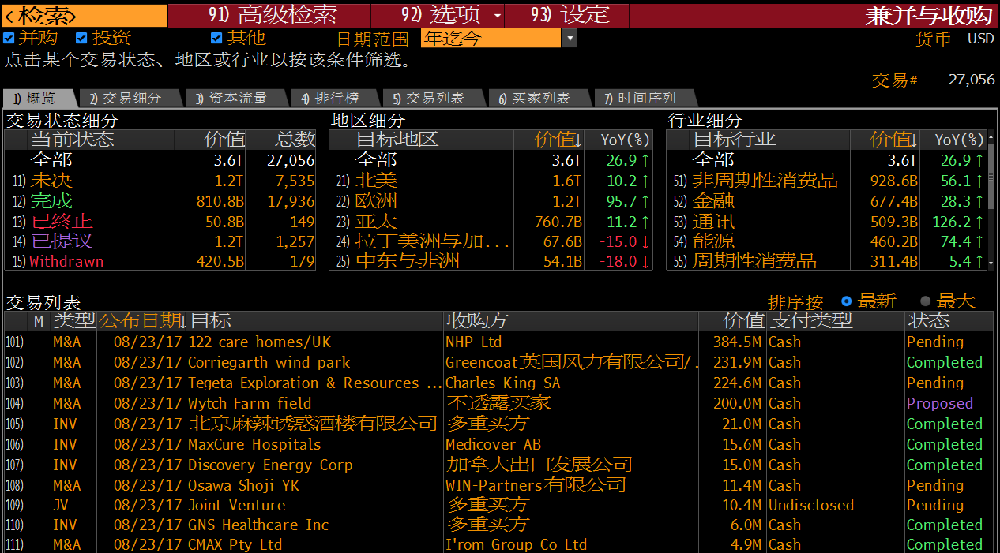 <检索> 91) 高级检索 92) 选项 93) 设定 兼并与收购
并购 投资 其他 日期范围 年迄今 货币 USD
点击某个交易状态、地区或行业以按该条件筛选。
交易# 27,056
1) 概览 2) 交易细分 3) 资本流量 4) 排行榜 5) 交易列表 6) 买家列表 7) 时间序列
交易状态细分 地区细分 行业细分
当前状态 价值 总数 目标地区 价值↓ YoY(%) 目标行业 价值↓ YoY(%)
全部 3.6T 27,056 全部 3.6T 26.9 ↑ 全部 3.6T 26.9 ↑
11) 未决 1.2T 7,535 21) 北美 1.6T 10.2 ↑ 51) 非周期性消费品 928.6B 56.1 ↑
12) 完成 810.8B 17,936 22) 欧洲 1.2T 95.7 ↑ 52) 金融 677.4B 28.3 ↑
13) 已终止 50.8B 149 23) 亚太 760.7B 11.2 ↑ 53) 通讯 509.3B 126.2 ↑
14) 已提议 1.2T 1,257 24) 拉丁美洲与加... 67.6B -15.0 ↓ 54) 能源 460.2B 74.4 ↑
15) Withdrawn 420.5B 179 25) 中东与非洲 54.1B -18.0 ↓ 55) 周期性消费品 311.4B 5.4 ↑
交易列表 排序按 最新 最大
M 类型 公布日期↓ 目标 收购方 价值 支付类型 状态
101) M&A 08/23/17 122 care homes/UK NHP Ltd 384.5M Cash Pending
102) M&A 08/23/17 Corriegarth wind park Greencoat英国风力有限公司/. 231.9M Cash Completed
103) M&A 08/23/17 Tegeta Exploration & Resources ... Charles King SA 224.6M Cash Pending
104) M&A 08/23/17 Wytch Farm field 不透露买家 200.0M Cash Proposed
105) INV 08/23/17 北京麻辣诱惑酒楼有限公司 多重买方 21.0M Cash Completed
106) INV 08/23/17 MaxCure Hospitals Medicover AB 15.6M Cash Completed
107) INV 08/23/17 Discovery Energy Corp 加拿大出口发展公司 15.0M Cash Completed
108) M&A 08/23/17 Osawa Shoji YK WIN-Partners有限公司 11.4M Cash Pending
109) JV 08/23/17 Joint Venture 多重买方 10.4M Undisclosed Pending
110) INV 08/23/17 GNS Healthcare Inc 多重买方 6.0M Cash Completed
111) M&A 08/23/17 CMAX Pty Ltd I'rom Group Co Ltd 4.9M Cash Completed